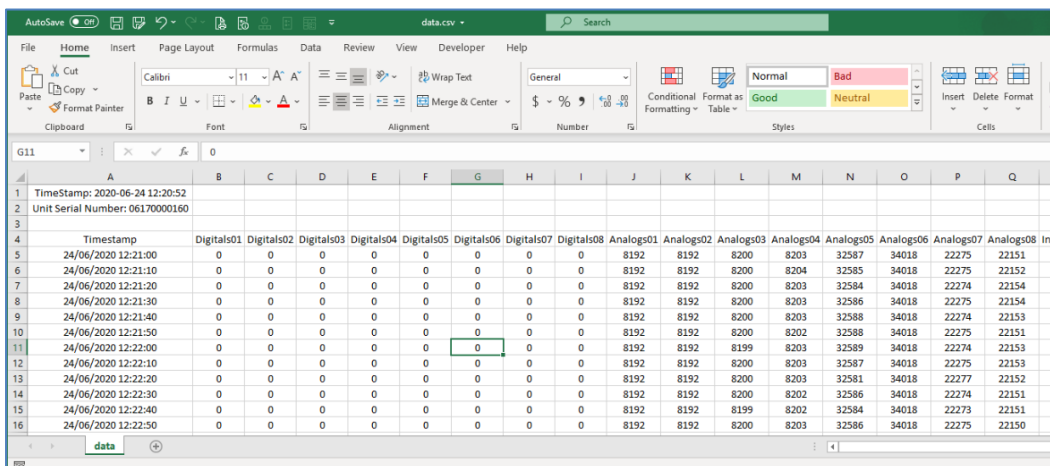 AutoSave Off data.csv Search
File Home Insert Page Layout Formulas Data Review View Developer Help
Cut
Copy
Format Painter
Paste
Calibri 11 A^ A˅
B I U A
ab Wrap Text
Merge & Center
General
$ % 9 .00
Conditional Formatting
Format as Table
Normal Bad
Good Neutral
Insert Delete Format
Clipboard Font Alignment Number Styles Cells
G11 fx 0
A B C D E F G H I J K L M N O P Q
1 TimeStamp: 2020-06-24 12:20:52
2 Unit Serial Number: 06170000160
3
4 Timestamp Digitals01 Digitals02 Digitals03 Digitals04 Digitals05 Digitals06 Digitals07 Digitals08 Analogs01 Analogs02 Analogs03 Analogs04 Analogs05 Analogs06 Analogs07 Analogs08 In
5 24/06/2020 12:21:00 0 0 0 0 0 0 0 0 8192 8192 8200 8203 32587 34018 22275 22151
6 24/06/2020 12:21:10 0 0 0 0 0 0 0 0 8192 8192 8200 8204 32585 34018 22275 22152
7 24/06/2020 12:21:20 0 0 0 0 0 0 0 0 8192 8192 8200 8203 32584 34018 22274 22154
8 24/06/2020 12:21:30 0 0 0 0 0 0 0 0 8192 8192 8200 8203 32586 34018 22275 22154
9 24/06/2020 12:21:40 0 0 0 0 0 0 0 0 8192 8192 8200 8203 32588 34018 22274 22153
10 24/06/2020 12:21:50 0 0 0 0 0 0 0 0 8192 8192 8200 8202 32588 34018 22275 22151
11 24/06/2020 12:22:00 0 0 0 0 0 0 0 0 8192 8192 8199 8203 32589 34018 22274 22153
12 24/06/2020 12:22:10 0 0 0 0 0 0 0 0 8192 8192 8200 8203 32587 34018 22275 22153
13 24/06/2020 12:22:20 0 0 0 0 0 0 0 0 8192 8192 8200 8203 32581 34018 22277 22152
14 24/06/2020 12:22:30 0 0 0 0 0 0 0 0 8192 8192 8200 8202 32586 34018 22274 22151
15 24/06/2020 12:22:40 0 0 0 0 0 0 0 0 8192 8192 8199 8202 32584 34018 22273 22151
16 24/06/2020 12:22:50 0 0 0 0 0 0 0 0 8192 8192 8200 8203 32586 34018 22275 22150
data